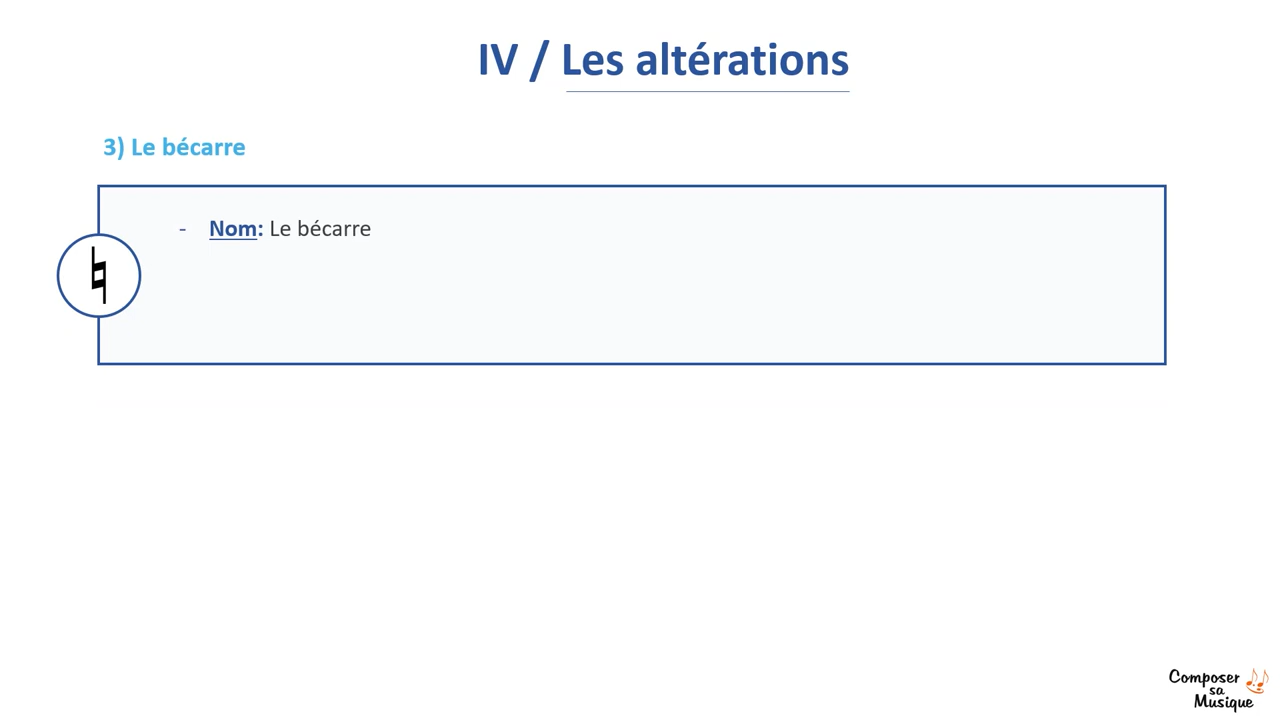 IV / Les altérations
3) Le bécarre
- Nom: Le bécarre
♮
Composer
sa
Musique